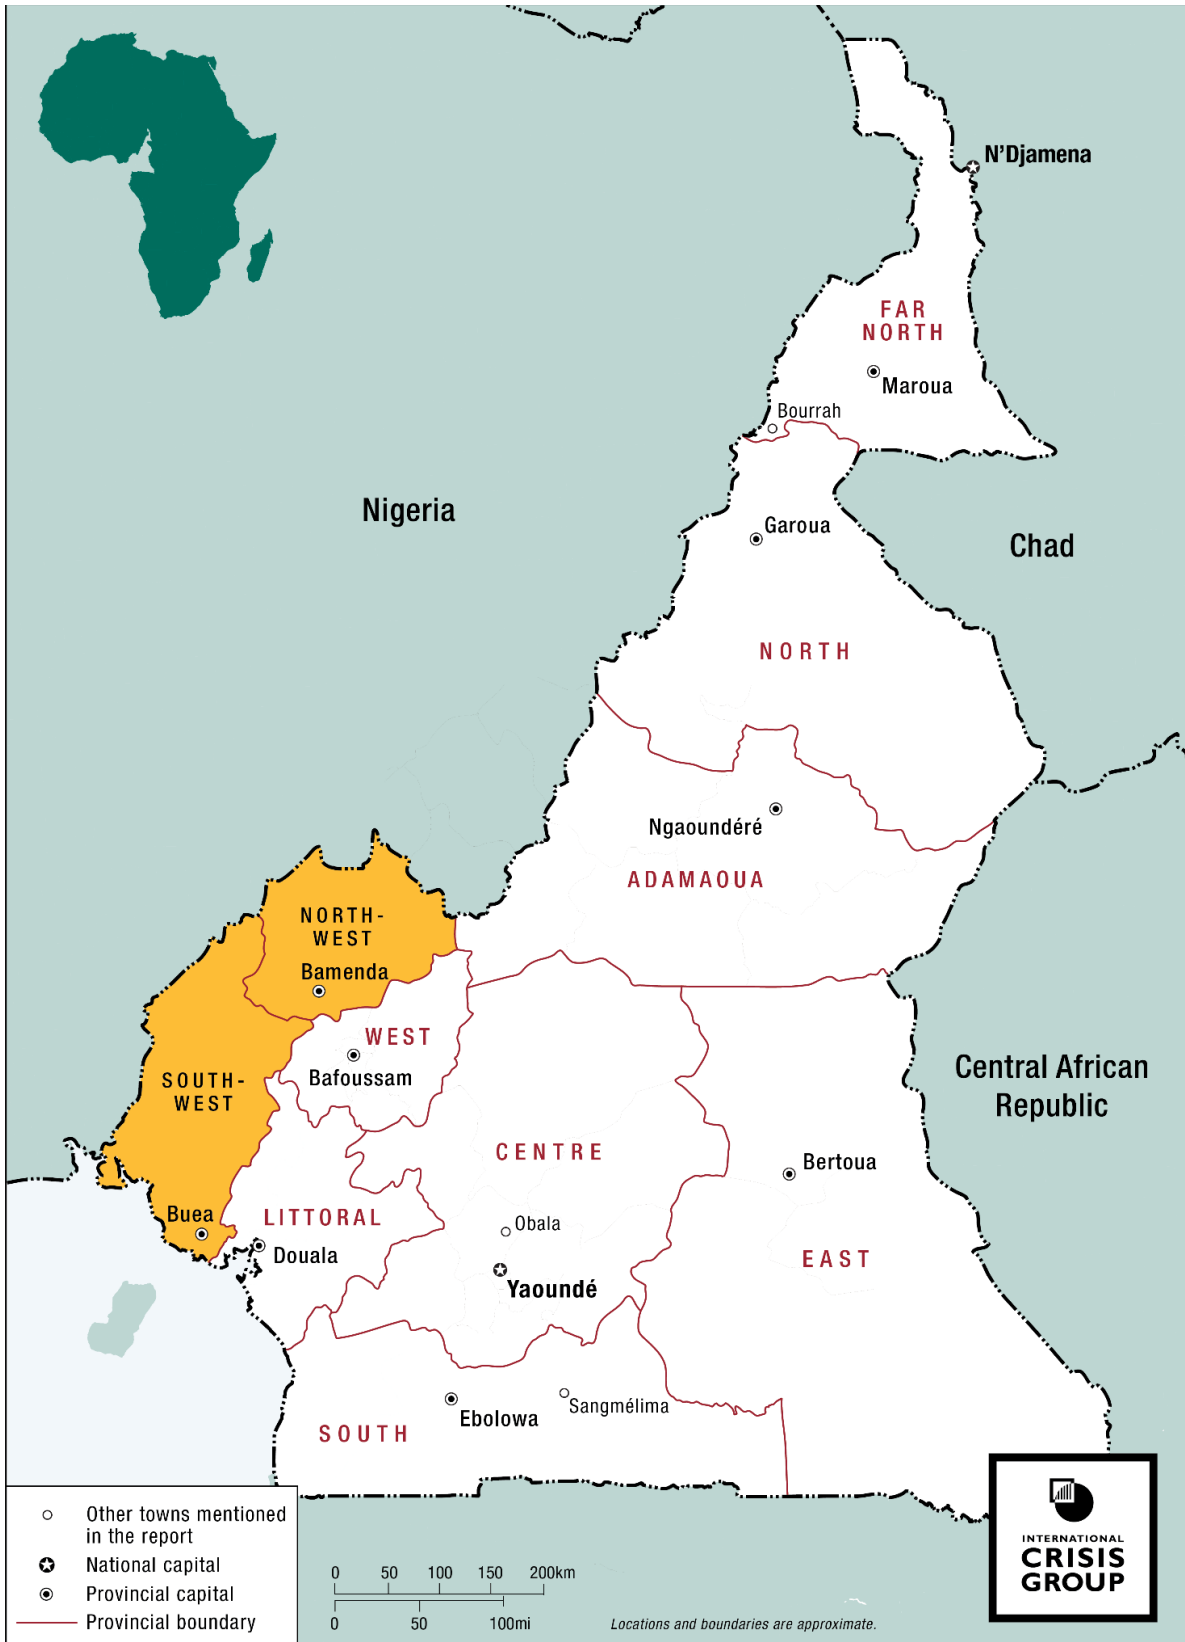 N'Djamena
FAR
NORTH
Maroua
Bourrah
Nigeria
Garoua
Chad
NORTH
Ngaoundéré
ADAMAOUA
NORTH-
WEST
Bamenda
WEST
Bafoussam
SOUTH-
WEST
Central African
Republic
CENTRE
Bertoua
Buea
LITTORAL
Obala
Douala
EAST
Yaoundé
Ebolowa
Sangmélima
SOUTH
Other towns mentioned
in the report
National capital
Provincial capital
Provincial boundary
0 50 100 150 200km
0 50 100mi
Locations and boundaries are approximate.
INTERNATIONAL
CRISIS
GROUP